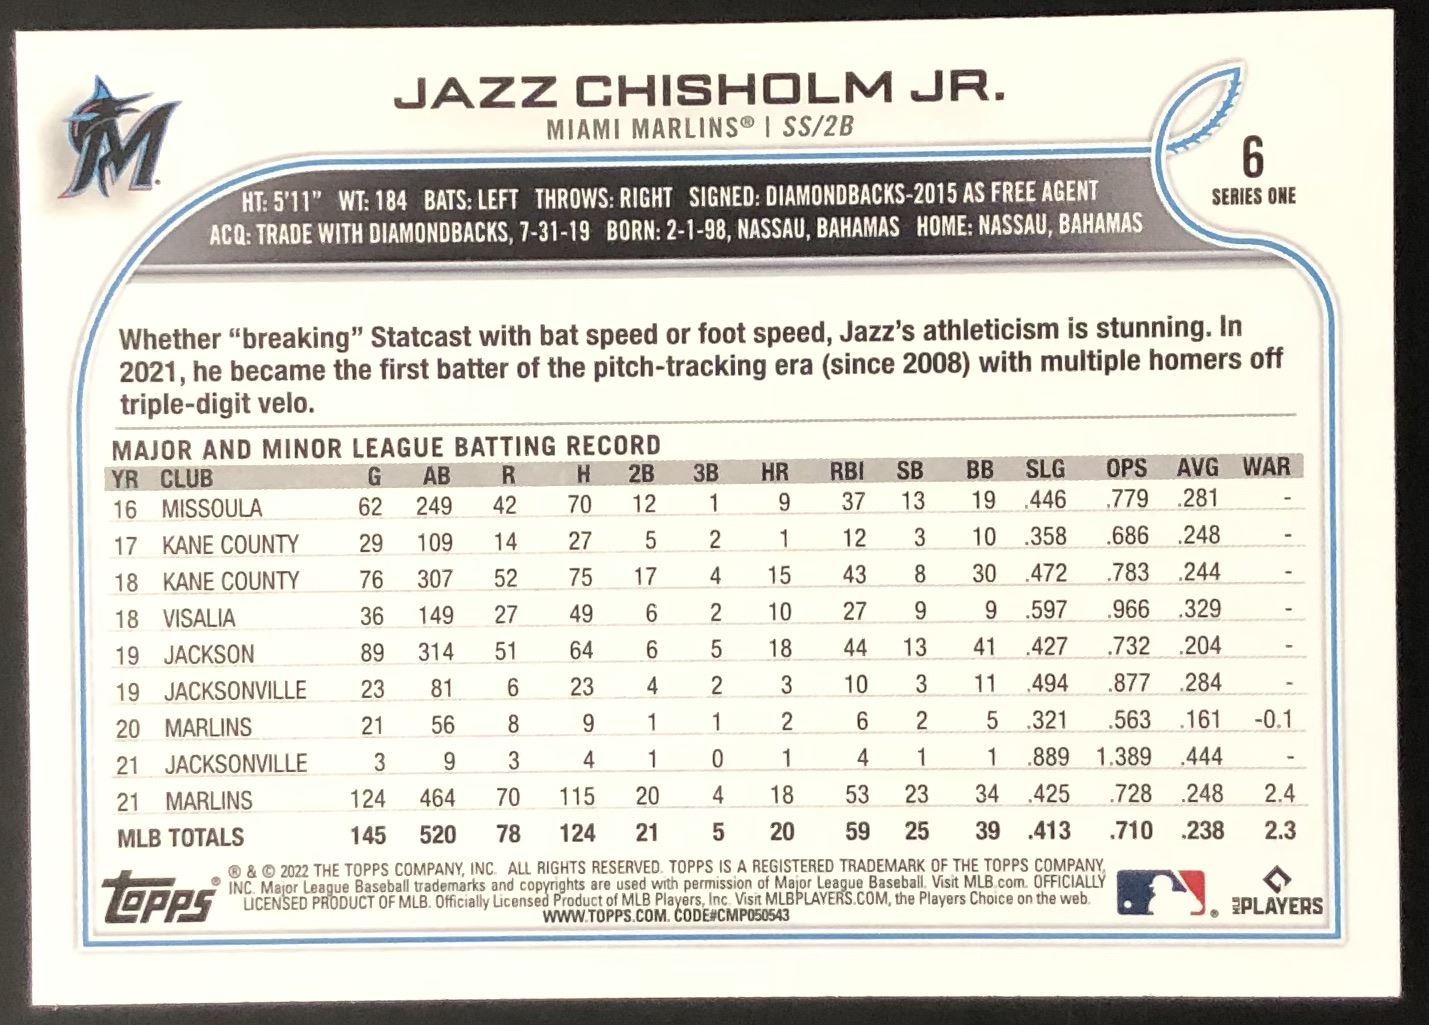 JAZZ CHISHOLM JR.
MIAMI MARLINS® | SS/2B
6
SERIES ONE
M
HT: 5'11" WT: 184 BATS: LEFT THROWS: RIGHT SIGNED: DIAMONDBACKS-2015 AS FREE AGENT
ACQ: TRADE WITH DIAMONDBACKS, 7-31-19 BORN: 2-1-98, NASSAU, BAHAMAS HOME: NASSAU, BAHAMAS
Whether “breaking” Statcast with bat speed or foot speed, Jazz’s athleticism is stunning. In
2021, he became the first batter of the pitch-tracking era (since 2008) with multiple homers off
triple-digit velo.
MAJOR AND MINOR LEAGUE BATTING RECORD
YR CLUB G AB R H 2B 3B HR RBI SB BB SLG OPS AVG WAR
16 MISSOULA 62 249 42 70 12 1 9 37 13 19 .446 .779 .281 -
17 KANE COUNTY 29 109 14 27 5 2 1 12 3 10 .358 .686 .248 -
18 KANE COUNTY 76 307 52 75 17 4 15 43 8 30 .472 .783 .244 -
18 VISALIA 36 149 27 49 6 2 10 27 9 9 .597 .966 .329 -
19 JACKSON 89 314 51 64 6 5 18 44 13 41 .427 .732 .204 -
19 JACKSONVILLE 23 81 6 23 4 2 3 10 3 11 .494 .877 .284 -
20 MARLINS 21 56 8 9 1 1 2 6 2 5 .321 .563 .161 -0.1
21 JACKSONVILLE 3 9 3 4 1 0 1 4 1 1 .889 1.389 .444 -
21 MARLINS 124 464 70 115 20 4 18 53 23 34 .425 .728 .248 2.4
MLB TOTALS 145 520 78 124 21 5 20 59 25 39 .413 .710 .238 2.3
® & © 2022 THE TOPPS COMPANY, INC. ALL RIGHTS RESERVED. TOPPS IS A REGISTERED TRADEMARK OF THE TOPPS COMPANY,
INC. Major League Baseball trademarks and copyrights are used with permission of Major League Baseball. Visit MLB.com. OFFICIALLY
LICENSED PRODUCT OF MLB. Officially Licensed Product of MLB Players, Inc. Visit MLBPLAYERS.COM, the Players Choice on the web.
WWW.TOPPS.COM. CODE#CMP050543
TOPPS®
®
MLB PLAYERS